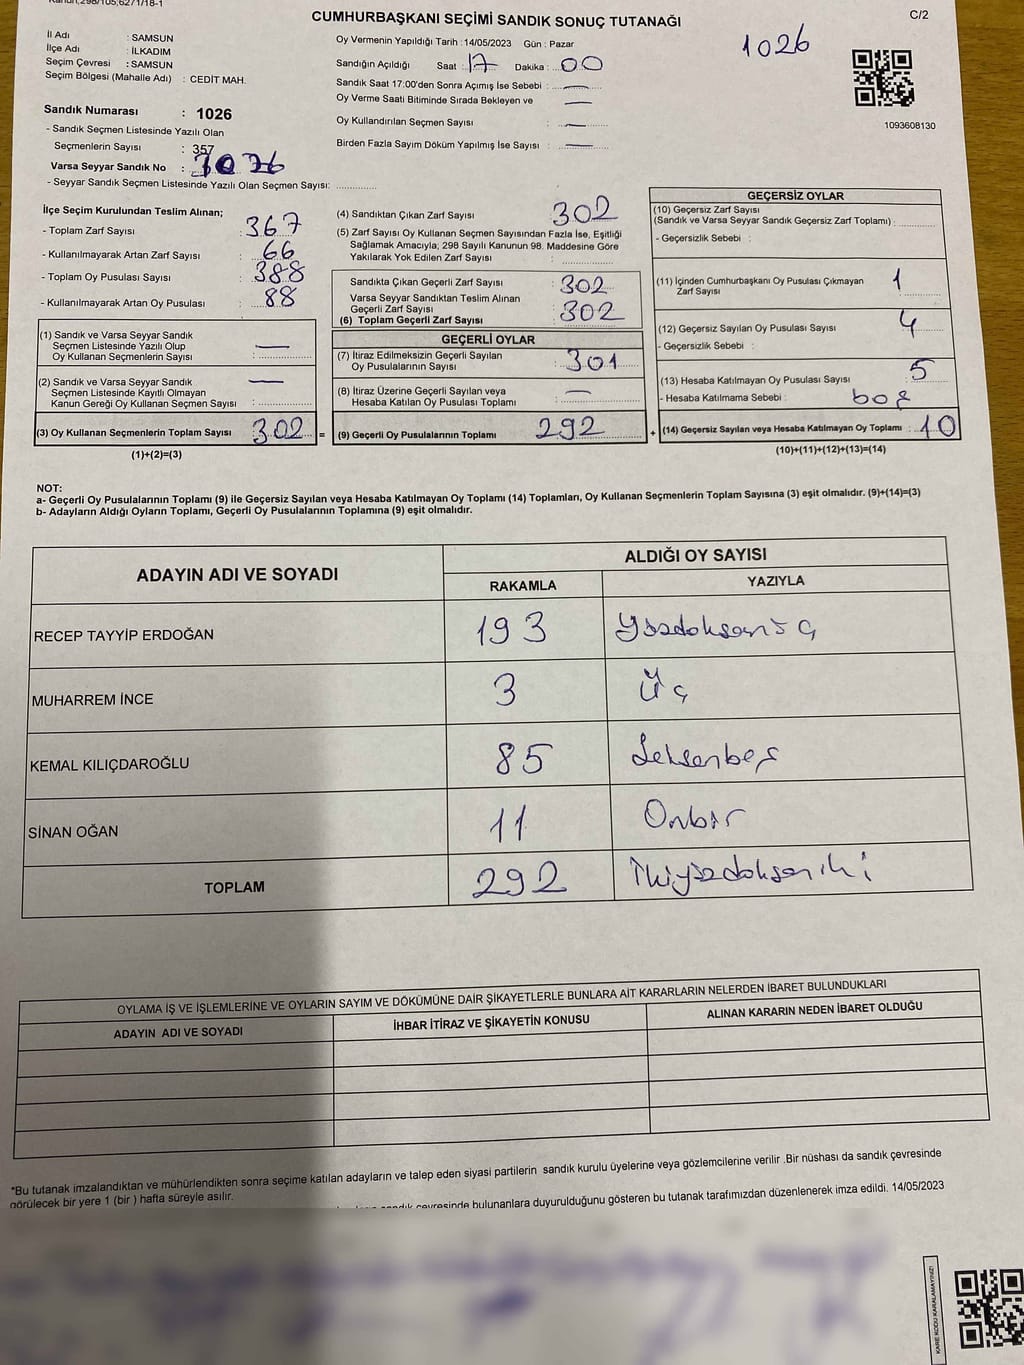 Kanun,298/105;6271/18-1
CUMHURBAŞKANI SEÇİMİ SANDIK SONUÇ TUTANAĞI
C/2
İl Adı : SAMSUN
İlçe Adı : İLKADIM
Seçim Çevresi : SAMSUN
Seçim Bölgesi (Mahalle Adı) : CEDİT MAH.
Oy Vermenin Yapıldığı Tarih :14/05/2023 Gün : Pazar
Sandığın Açıldığı Saat : 17 Dakika : 00
Sandık Saat 17:00'den Sonra Açımış İse Sebebi : —
Oy Verme Saati Bitiminde Sırada Bekleyen ve —
Oy Kullandırılan Seçmen Sayısı : —
Birden Fazla Sayım Döküm Yapılmış İse Sayısı : —
1026
1093608130
Sandık Numarası : 1026
- Sandık Seçmen Listesinde Yazılı Olan
Seçmenlerin Sayısı : 357
Varsa Seyyar Sandık No :
- Seyyar Sandık Seçmen Listesinde Yazılı Olan Seçmen Sayısı:
İlçe Seçim Kurulundan Teslim Alınan;
- Toplam Zarf Sayısı : 367
- Kullanılmayarak Artan Zarf Sayısı : 66
- Toplam Oy Pusulası Sayısı : 388
- Kullanılmayarak Artan Oy Pusulası : 88
(1) Sandık ve Varsa Seyyar Sandık
Seçmen Listesinde Yazılı Olup
Oy Kullanan Seçmenlerin Sayısı : —
(2) Sandık ve Varsa Seyyar Sandık
Seçmen Listesinde Kayıtlı Olmayan
Kanun Gereği Oy Kullanan Seçmen Sayısı : —
(3) Oy Kullanan Seçmenlerin Toplam Sayısı 302 =
(1)+(2)=(3)
(4) Sandıktan Çıkan Zarf Sayısı : 302
(5) Zarf Sayısı Oy Kullanan Seçmen Sayısından Fazla İse, Eşitliği
Sağlamak Amacıyla; 298 Sayılı Kanunun 98. Maddesine Göre
Yakılarak Yok Edilen Zarf Sayısı :
Sandıkta Çıkan Geçerli Zarf Sayısı : 302
Varsa Seyyar Sandıktan Teslim Alınan
Geçerli Zarf Sayısı :
(6) Toplam Geçerli Zarf Sayısı : 302
GEÇERLİ OYLAR
(7) İtiraz Edilmeksizin Geçerli Sayılan
Oy Pusulalarının Sayısı : 301
(8) İtiraz Üzerine Geçerli Sayılan veya
Hesaba Katılan Oy Pusulası Toplamı : —
(9) Geçerli Oy Pusulalarının Toplamı 292 +
GEÇERSİZ OYLAR
(10) Geçersiz Zarf Sayısı
(Sandık ve Varsa Seyyar Sandık Geçersiz Zarf Toplamı) :
- Geçersizlik Sebebi :
(11) İçinden Cumhurbaşkanı Oy Pusulası Çıkmayan
Zarf Sayısı : 1
(12) Geçersiz Sayılan Oy Pusulası Sayısı : 4
- Geçersizlik Sebebi :
(13) Hesaba Katılmayan Oy Pusulası Sayısı : 5
- Hesaba Katılmama Sebebi : boş
(14) Geçersiz Sayılan veya Hesaba Katılmayan Oy Toplamı : 10
(10)+(11)+(12)+(13)=(14)
NOT:
a- Geçerli Oy Pusulalarının Toplamı (9) ile Geçersiz Sayılan veya Hesaba Katılmayan Oy Toplamı (14) Toplamları, Oy Kullanan Seçmenlerin Toplam Sayısına (3) eşit olmalıdır. (9)+(14)=(3)
b- Adayların Aldığı Oyların Toplamı, Geçerli Oy Pusulalarının Toplamına (9) eşit olmalıdır.
ADAYIN ADI VE SOYADI
ALDIĞI OY SAYISI
RAKAMLA YAZIYLA
RECEP TAYYİP ERDOĞAN 193 Yüzdoksanüç
MUHARREM İNCE 3 Üç
KEMAL KILIÇDAROĞLU 85 Seksenbeş
SİNAN OĞAN 11 Onbir
TOPLAM 292 İkiyüzdoksaniki
OYLAMA İŞ VE İŞLEMLERİNE VE OYLARIN SAYIM VE DÖKÜMÜNE DAİR ŞİKAYETLERLE BUNLARA AİT KARARLARIN NELERDEN İBARET BULUNDUKLARI
ADAYIN ADI VE SOYADI İHBAR İTİRAZ VE ŞİKAYETİN KONUSU ALINAN KARARIN NEDEN İBARET OLDUĞU
*Bu tutanak imzalandıktan ve mühürlendikten sonra seçime katılan adayların ve talep eden siyasi partilerin sandık kurulu üyelerine veya gözlemcilerine verilir .Bir nüshası da sandık çevresinde
görülecek bir yere 1 (bir ) hafta süreyle asılır.
sandık çevresinde bulunanlara duyurulduğunu gösteren bu tutanak tarafımızdan düzenlenerek imza edildi. 14/05/2023
KARE KODU KARALAMAYINIZ!